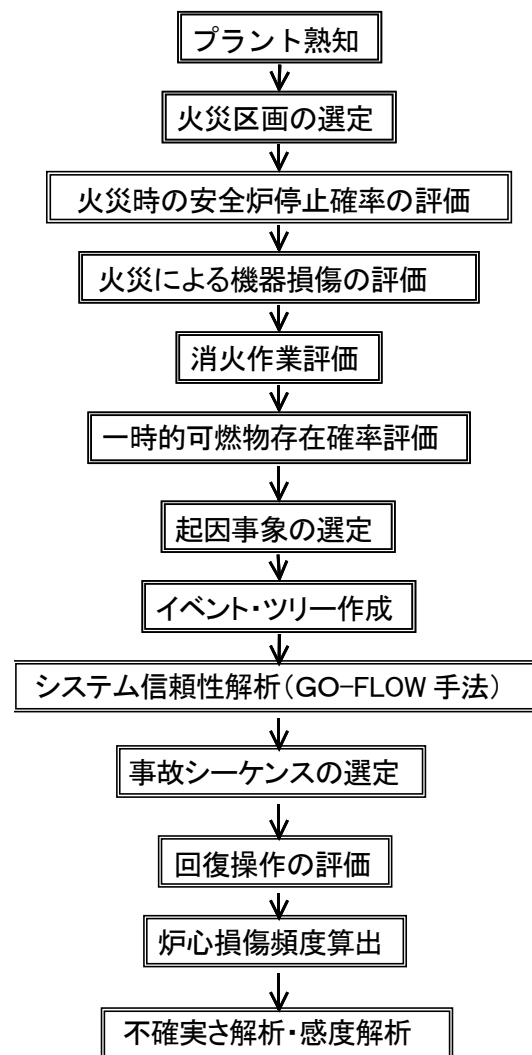 プラント熟知
火災区画の選定
火災時の安全炉停止確率の評価
火災による機器損傷の評価
消火作業評価
一時的可燃物存在確率評価
起因事象の選定
イベント・ツリー作成
システム信頼性解析(GO-FLOW 手法)
事故シーケンスの選定
回復操作の評価
炉心損傷頻度算出
不確実さ解析・感度解析